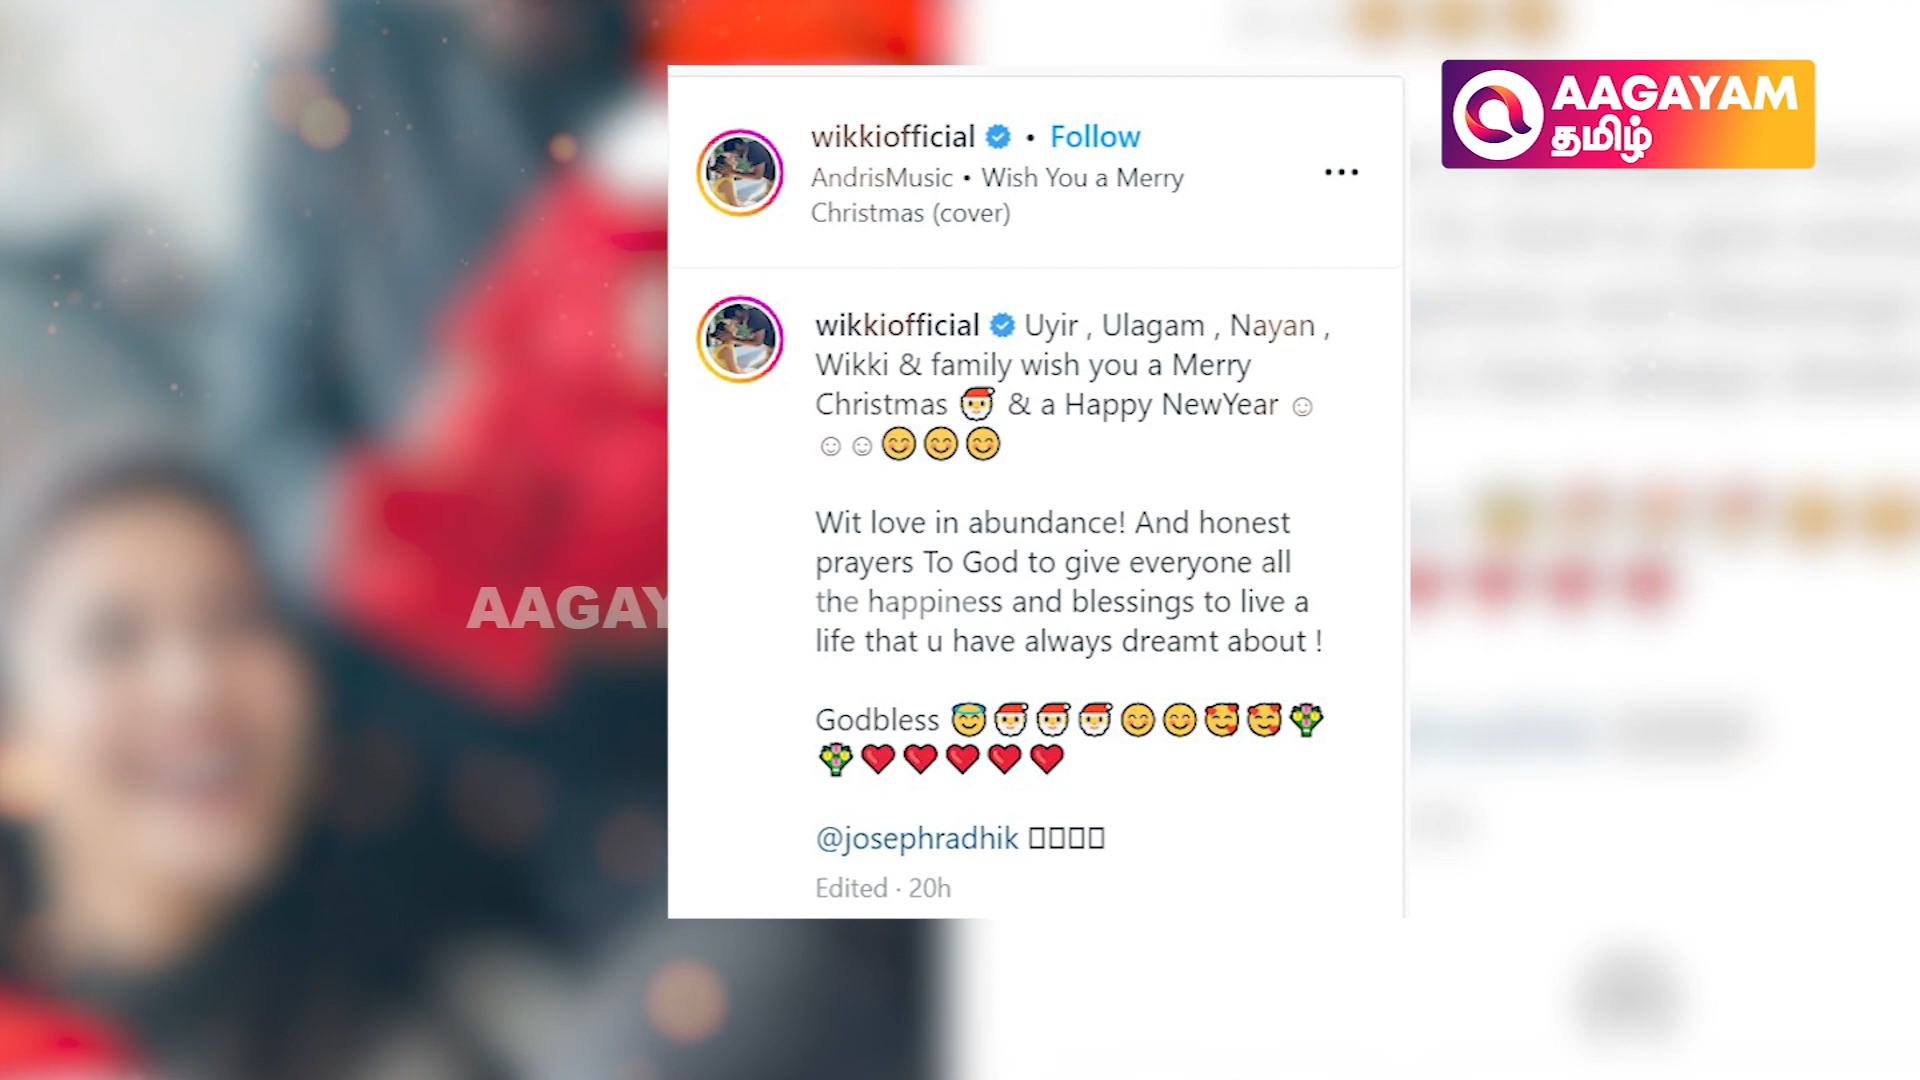 AAGAYAM
தமிழ்
wikkiofficial • Follow
AndrisMusic • Wish You a Merry
Christmas (cover)
wikkiofficial Uyir , Ulagam , Nayan ,
Wikki & family wish you a Merry
Christmas 🎅 & a Happy NewYear ☺
☺☺😊😊😊
Wit love in abundance! And honest
prayers To God to give everyone all
the happiness and blessings to live a
life that u have always dreamt about !
Godbless 😇🎅🎅🎅😊😊🥰🥰💐
💐❤❤❤❤❤
@josephradhik
Edited · 20h
AAGAY